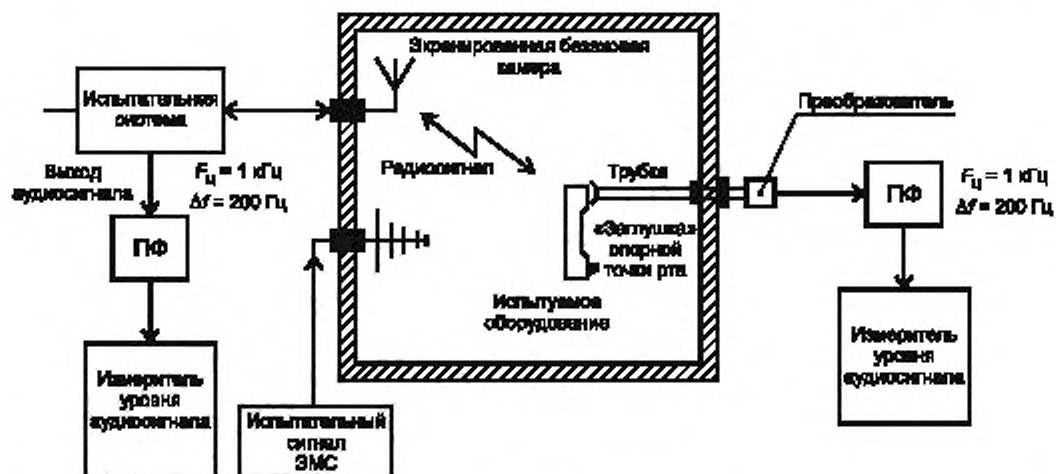 Экранированная безэховая
камера
Испытательная
система
Преобразователь
Выход
аудиосигнала
Fц = 1 кГц
Δf = 200 Гц
Радиосигнал
Трубка
ПФ
Fц = 1 кГц
Δf = 200 Гц
ПФ
«Заглушка»
опорной
точки рта
Испытуемое
оборудование
Измеритель
уровня
аудиосигнала
Измеритель
уровня
аудиосигнала
Испытательный
сигнал
ЭМС